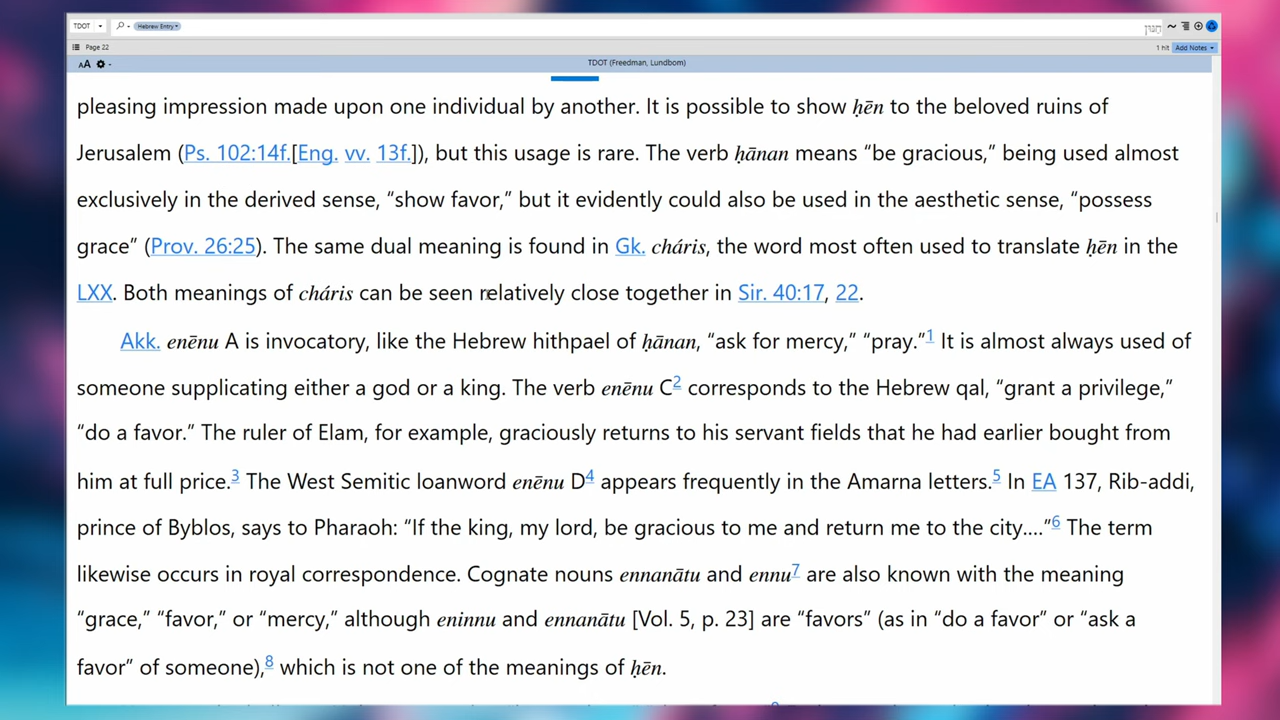 TDOT
Hebrew Entry
חַנּוּן
Page 22
1 hit Add Notes
AA
TDOT (Freedman, Lundbom)
pleasing impression made upon one individual by another. It is possible to show ḥēn to the beloved ruins of
Jerusalem (Ps. 102:14f.[Eng. vv. 13f.]), but this usage is rare. The verb ḥānan means “be gracious,” being used almost
exclusively in the derived sense, “show favor,” but it evidently could also be used in the aesthetic sense, “possess
grace” (Prov. 26:25). The same dual meaning is found in Gk. cháris, the word most often used to translate ḥēn in the
LXX. Both meanings of cháris can be seen relatively close together in Sir. 40:17, 22.
Akk. enēnu A is invocatory, like the Hebrew hithpael of ḥānan, “ask for mercy,” “pray.”1 It is almost always used of
someone supplicating either a god or a king. The verb enēnu C2 corresponds to the Hebrew qal, “grant a privilege,”
“do a favor.” The ruler of Elam, for example, graciously returns to his servant fields that he had earlier bought from
him at full price.3 The West Semitic loanword enēnu D4 appears frequently in the Amarna letters.5 In EA 137, Rib-addi,
prince of Byblos, says to Pharaoh: “If the king, my lord, be gracious to me and return me to the city....”6 The term
likewise occurs in royal correspondence. Cognate nouns ennanātu and ennu7 are also known with the meaning
“grace,” “favor,” or “mercy,” although eninnu and ennanātu [Vol. 5, p. 23] are “favors” (as in “do a favor” or “ask a
favor” of someone),8 which is not one of the meanings of ḥēn.